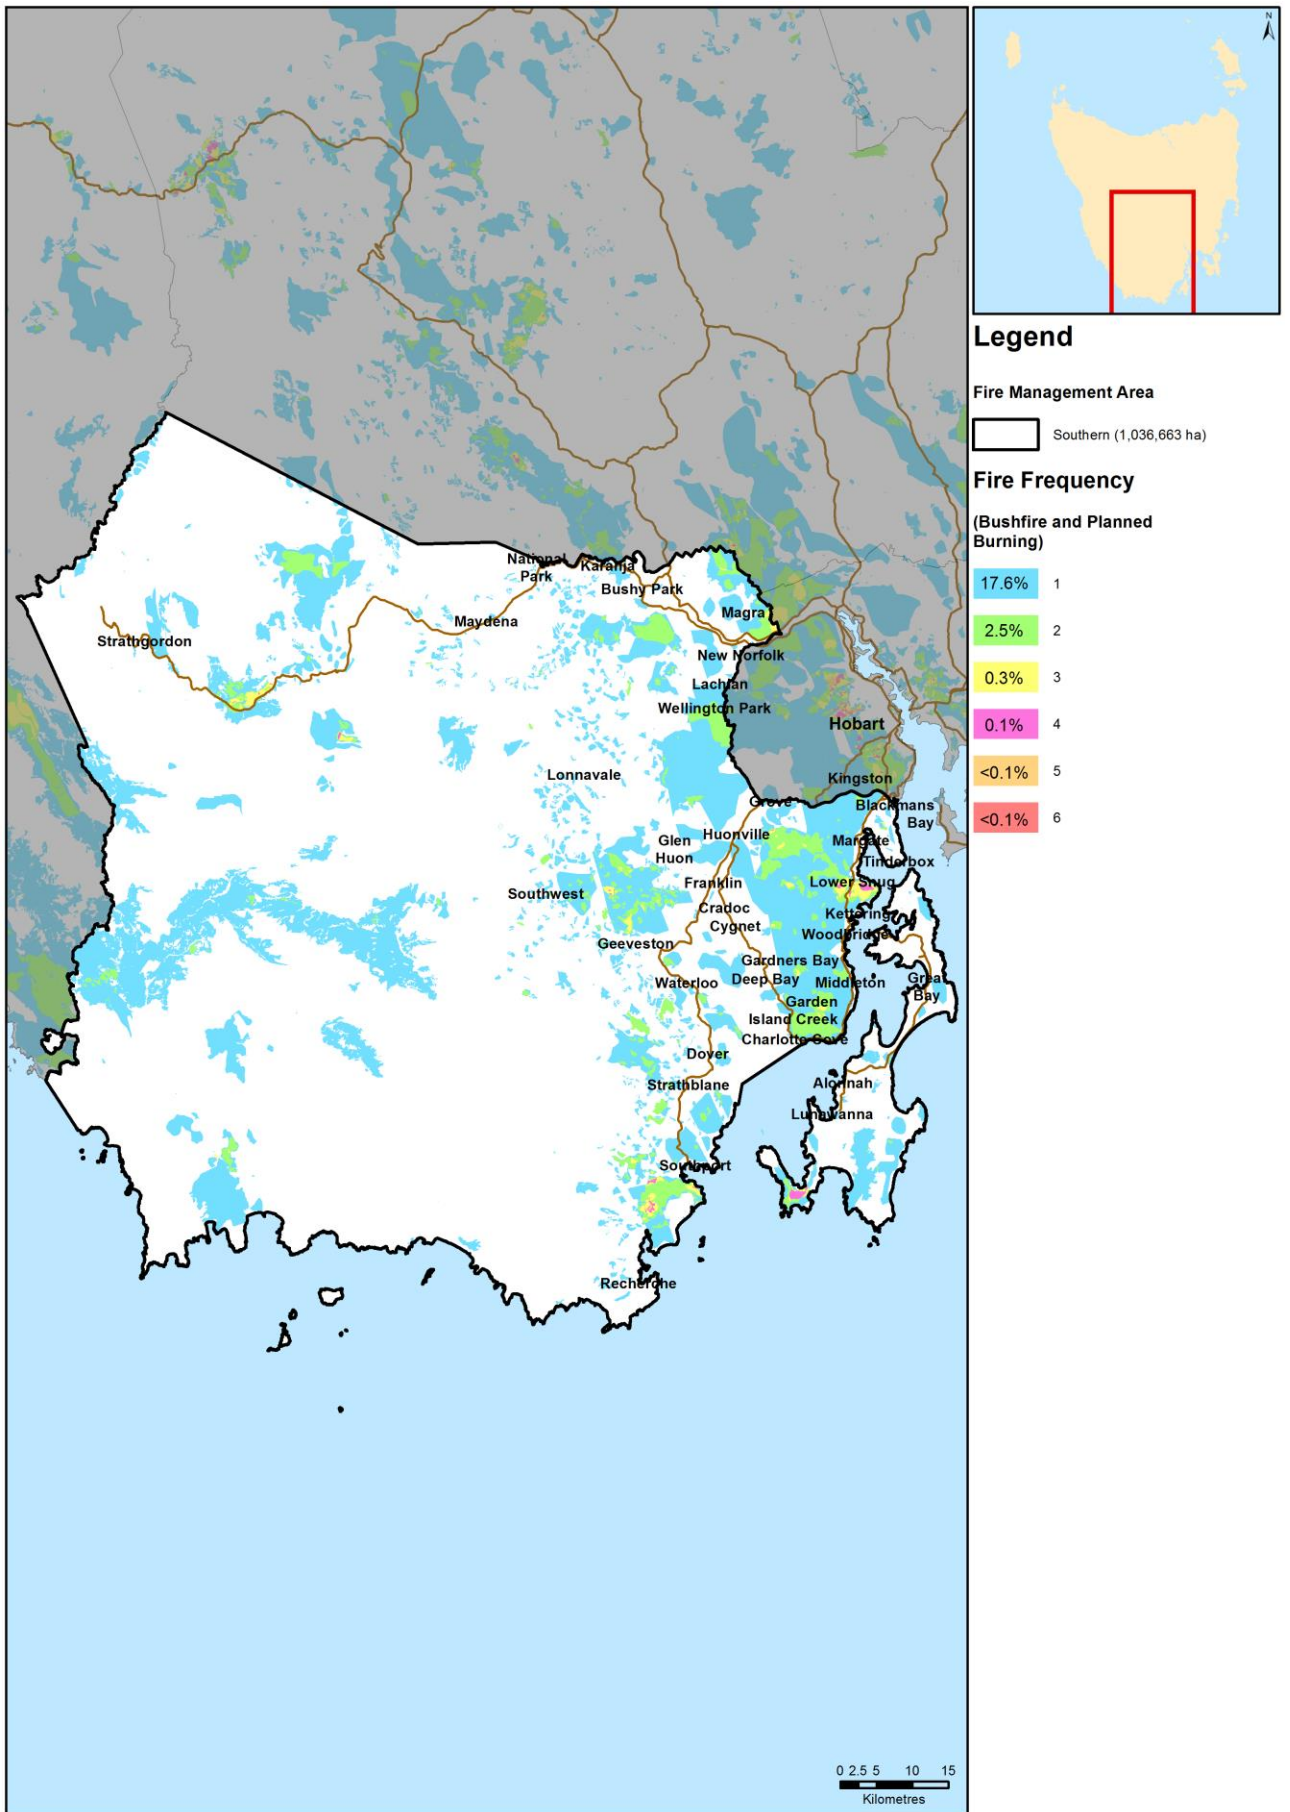 N
Legend
Fire Management Area
Southern (1,036,663 ha)
Fire Frequency
(Bushfire and Planned
Burning)
17.6% 1
2.5% 2
0.3% 3
0.1% 4
<0.1% 5
<0.1% 6
National
Park
Karanja
Bushy Park
Magra
Maydena
Strathgordon
New Norfolk
Lachlan
Wellington Park
Hobart
Lonnavale
Kingston
Grove
Blackmans
Bay
Huonville
Glen
Huon
Margate
Tinderbox
Franklin
Lower Snug
Southwest
Cradoc
Kettering
Cygnet
Woodbridge
Geeveston
Gardners Bay
Deep Bay
Middleton
Waterloo
Great
Bay
Garden
Island Creek
Charlotte Cove
Dover
Alonnah
Strathblane
Lunawanna
Southport
Recherche
0 2.5 5 10 15
Kilometres